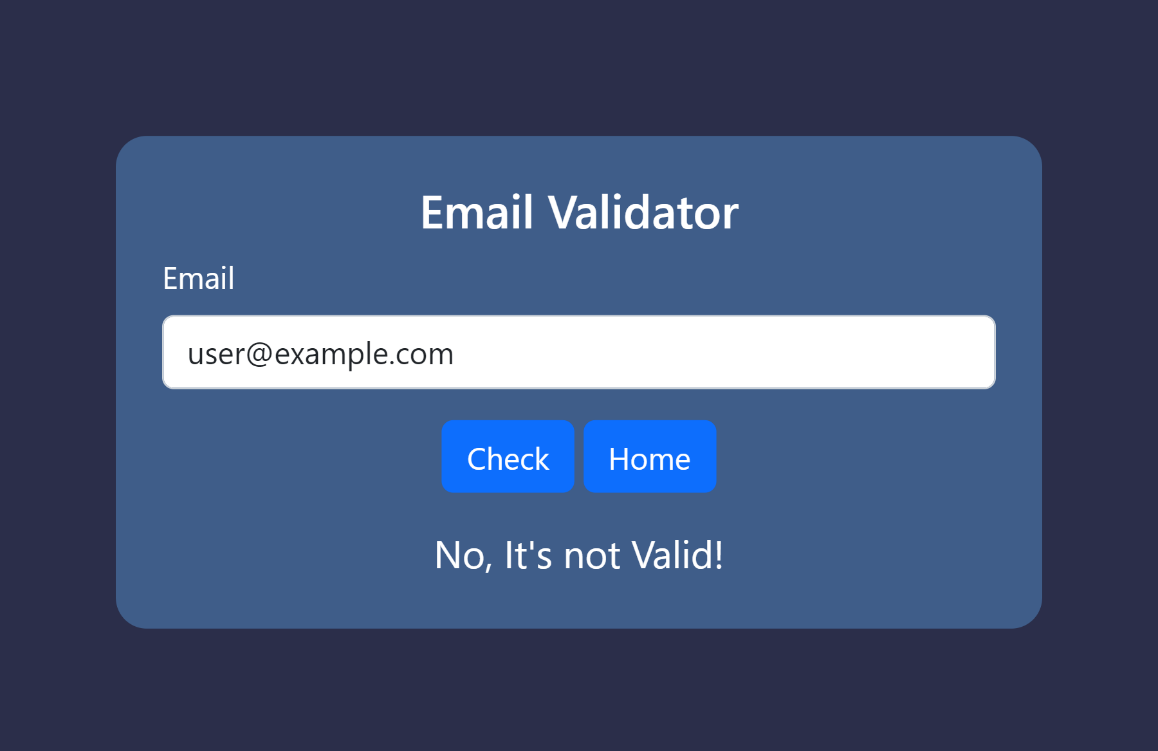 Email Validator
Email
user@example.com
Check Home
No, It's not Valid!